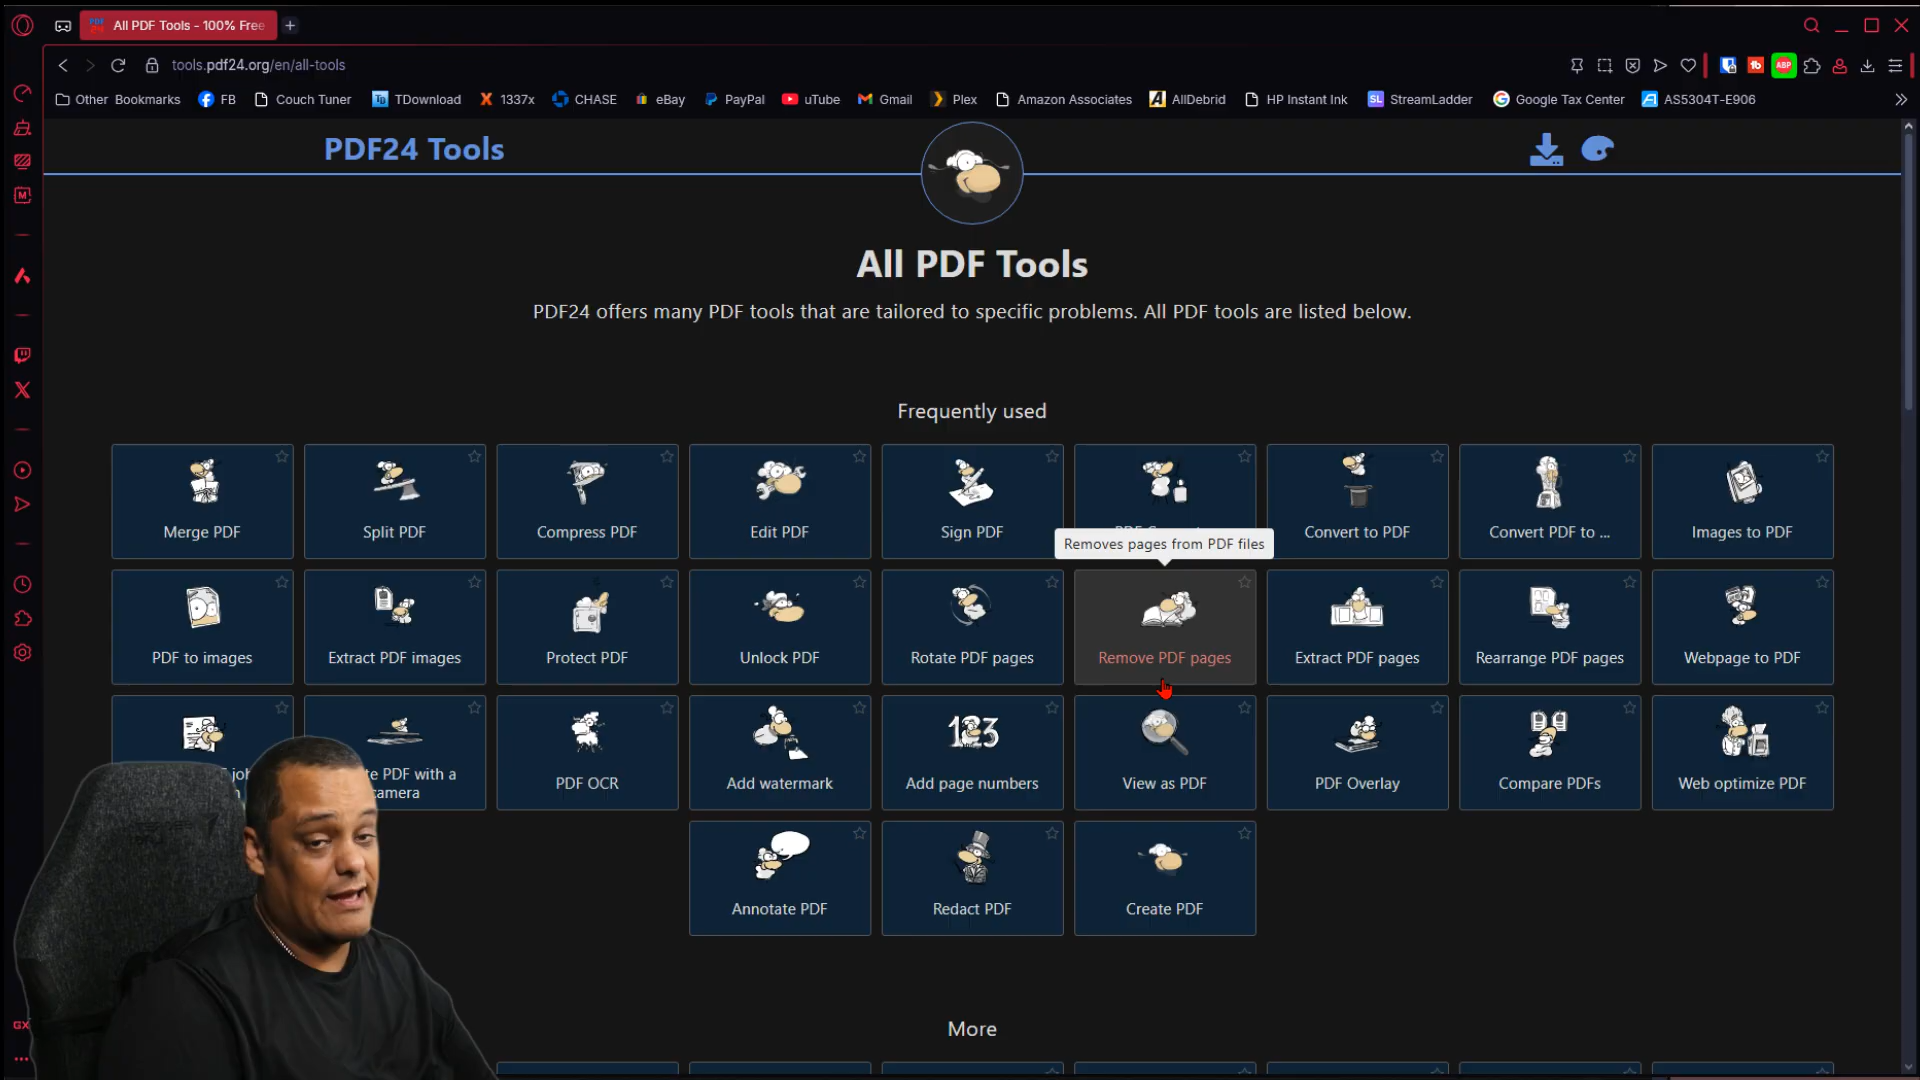 All PDF Tools - 100% Free
tools.pdf24.org/en/all-tools
ABP
Other Bookmarks FB Couch Tuner TDownload 1337x CHASE eBay PayPal uTube Gmail Plex Amazon Associates AllDebrid HP Instant Ink StreamLadder Google Tax Center AS5304T-E906
PDF24 Tools
All PDF Tools
PDF24 offers many PDF tools that are tailored to specific problems. All PDF tools are listed below.
Frequently used
Merge PDF Split PDF Compress PDF Edit PDF Sign PDF Convert to PDF Convert PDF to ... Images to PDF
Removes pages from PDF files
PDF to images Extract PDF images Protect PDF Unlock PDF Rotate PDF pages Remove PDF pages Extract PDF pages Rearrange PDF pages Webpage to PDF
123
PDF with a
camera
PDF OCR Add watermark Add page numbers View as PDF PDF Overlay Compare PDFs Web optimize PDF
Annotate PDF Redact PDF Create PDF
GX
More